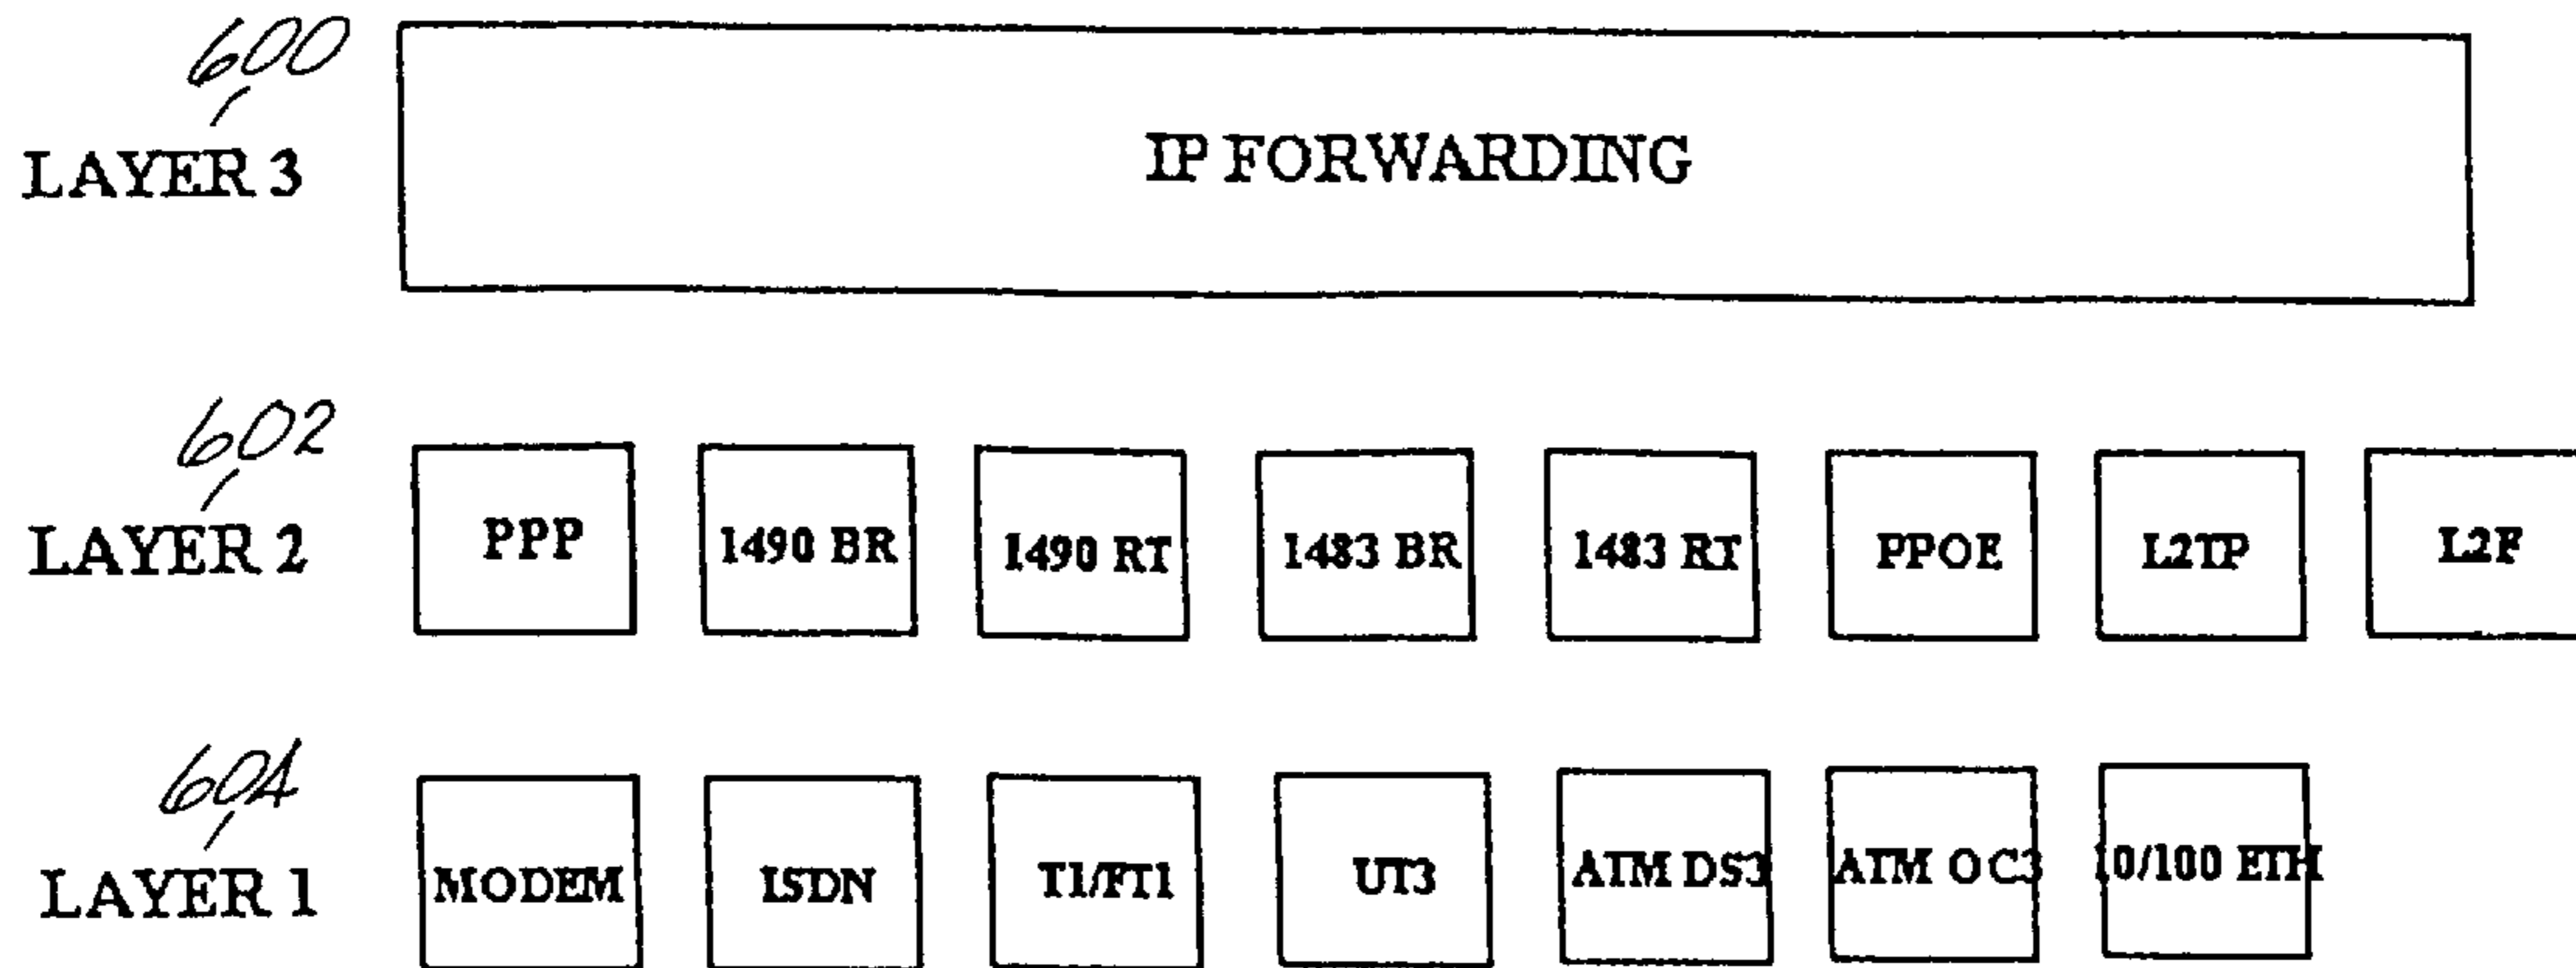 600
LAYER 3
IP FORWARDING
602
LAYER 2
PPP
1490 BR
1490 RT
1483 BR
1483 RT
PPOE
L2TP
L2F
604
LAYER 1
MODEM
ISDN
T1/FT1
UT3
ATM DS3
ATM OC3
10/100 ETH